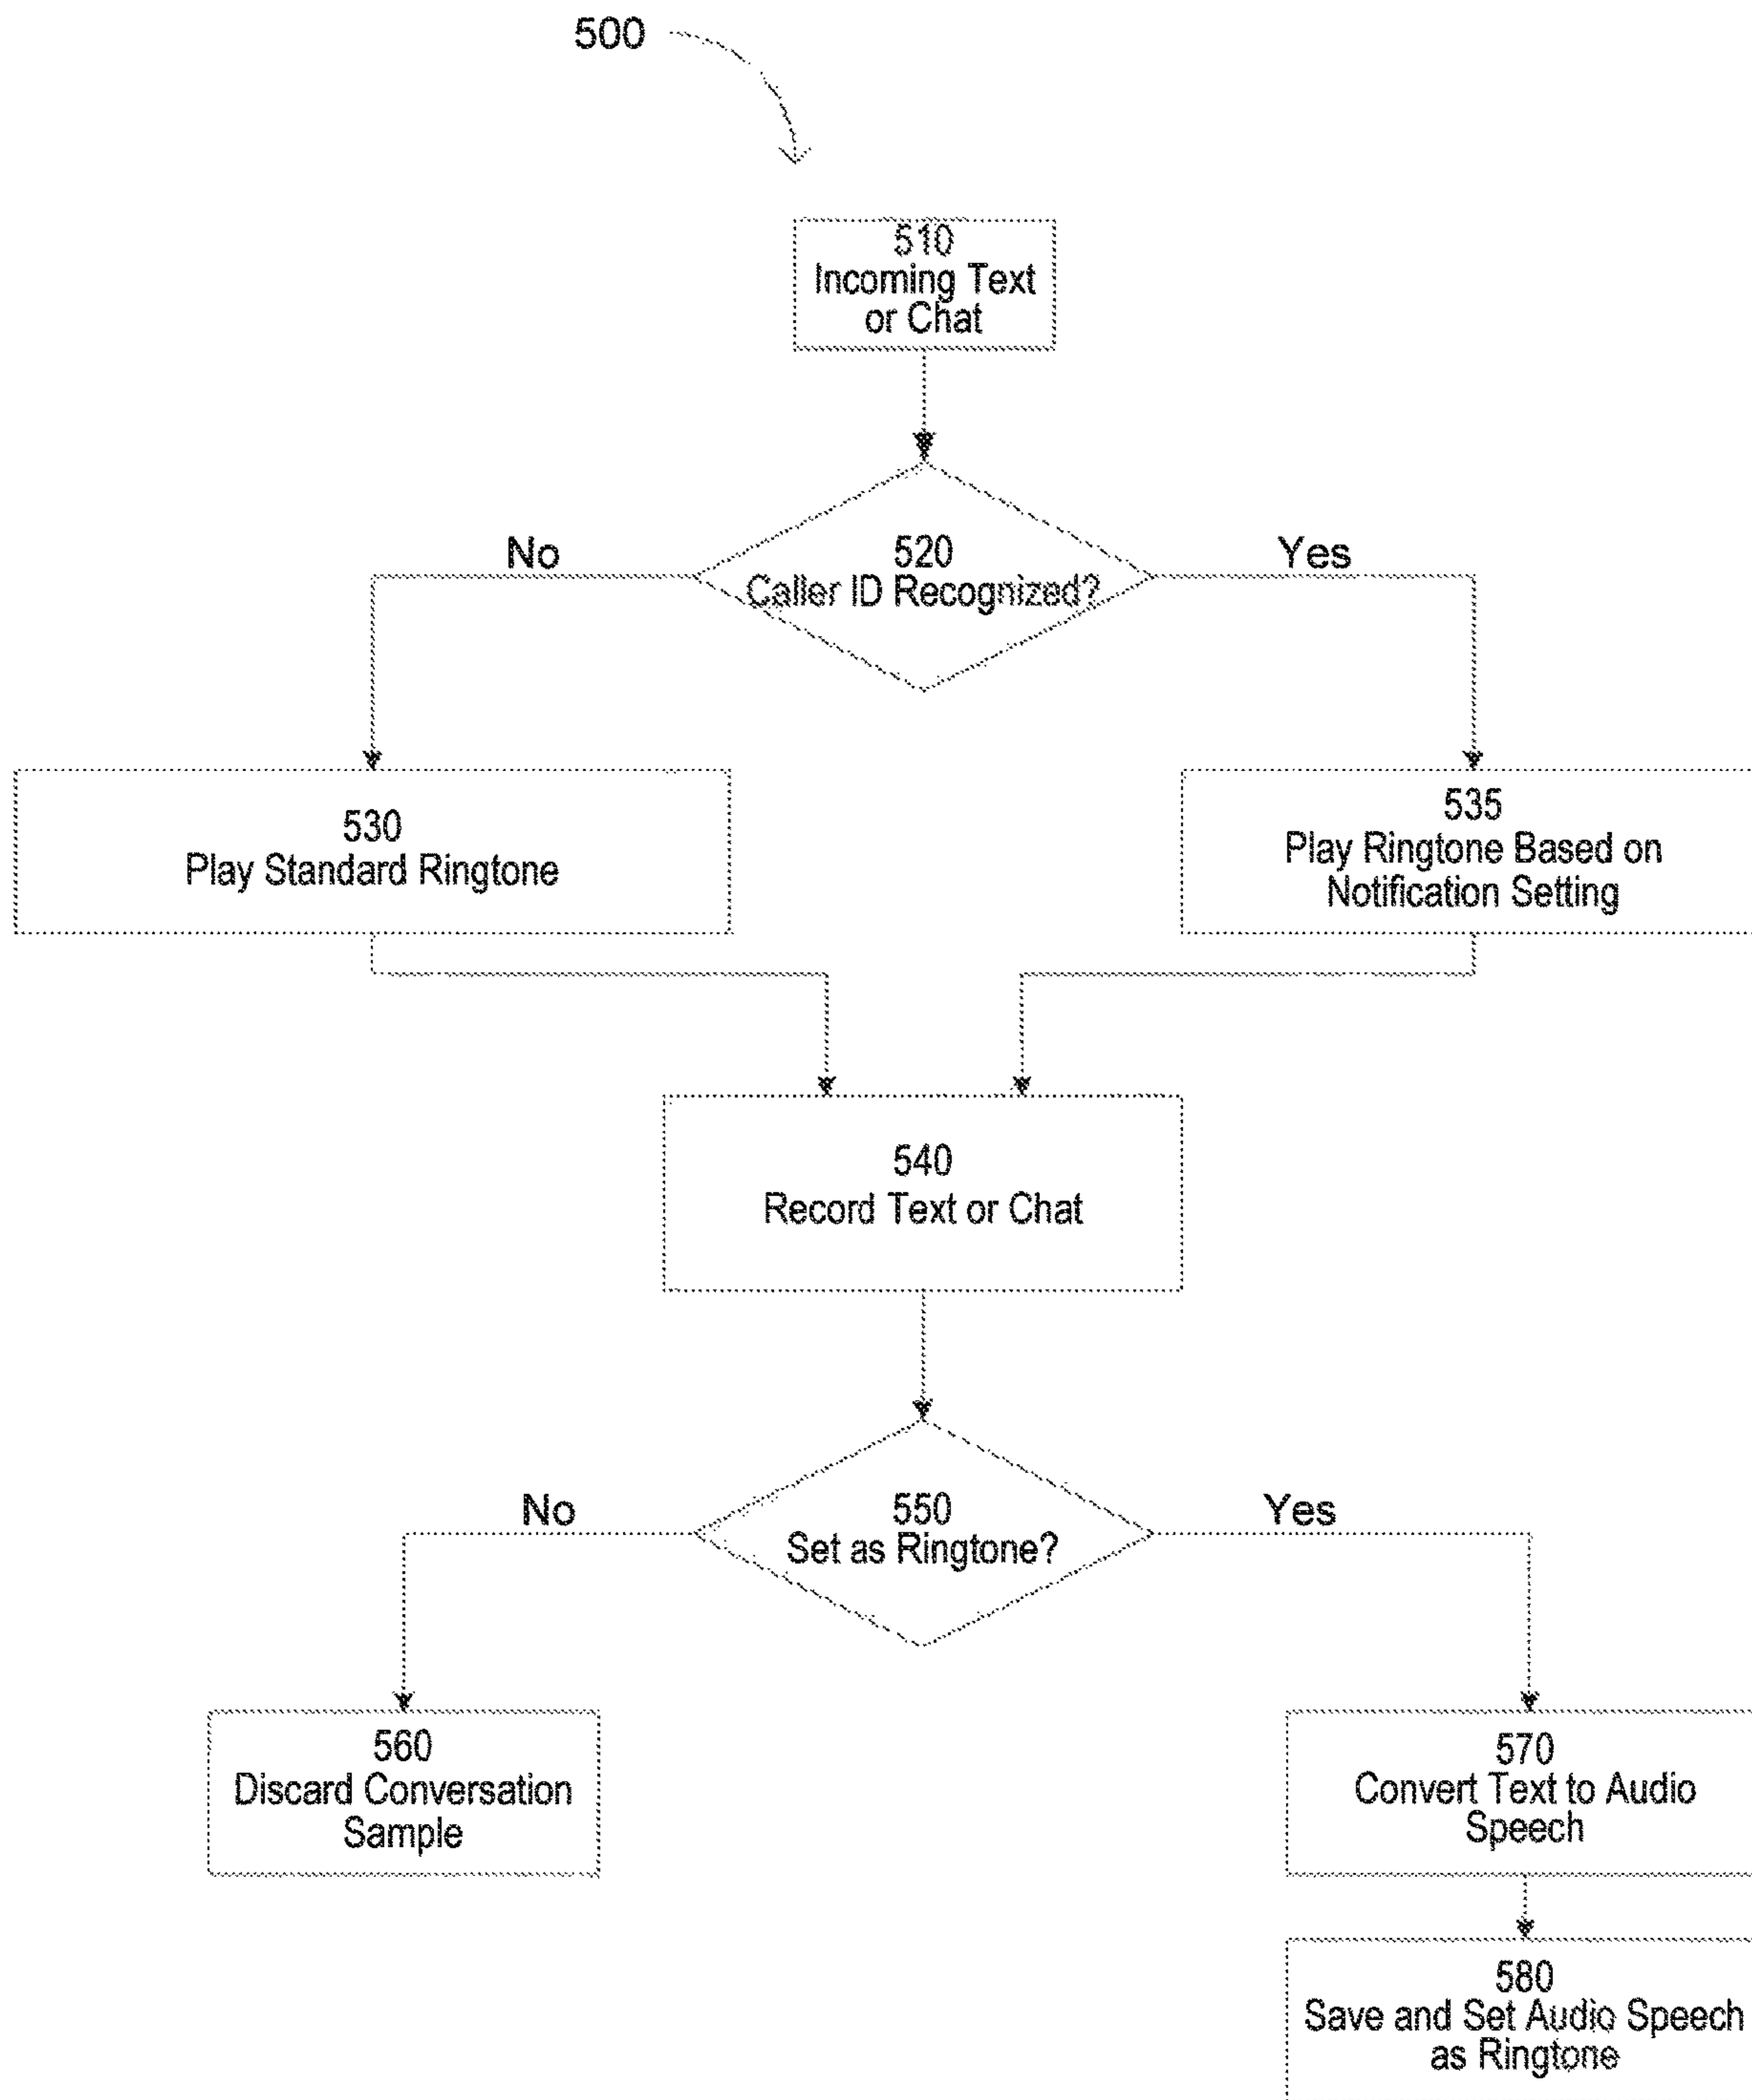 500
510
Incoming Text
or Chat
520
Caller ID Recognized?
No
Yes
530
Play Standard Ringtone
535
Play Ringtone Based on
Notification Setting
540
Record Text or Chat
550
Set as Ringtone?
No
Yes
560
Discard Conversation
Sample
570
Convert Text to Audio
Speech
580
Save and Set Audio Speech
as Ringtone